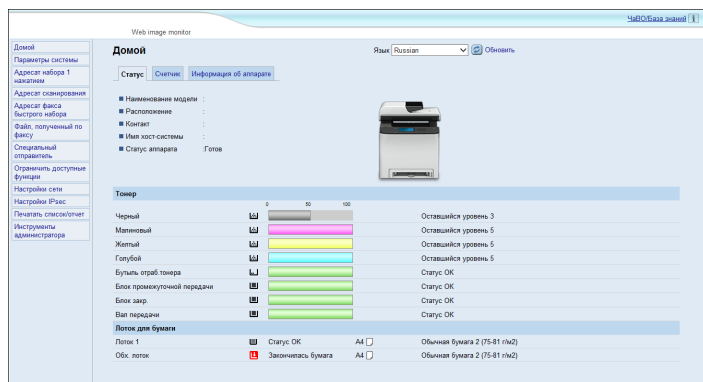 ЧаВО/База знаний
Web image monitor
Домой
Параметры системы
Адресат набора 1
нажатием
Адресат сканирования
Адресат факса
быстрого набора
Файл, полученный по
факсу
Специальный
отправитель
Ограничить доступные
функции
Настройки сети
Настройки IPsec
Печатать список/отчет
Инструменты
администратора
Домой
Язык Russian Обновить
Статус Счетчик Информация об аппарате
Наименование модели :
Расположение :
Контакт :
Имя хост-системы :
Статус аппарата :Готов
Тонер
0 50 100
Черный Оставшийся уровень 3
Малиновый Оставшийся уровень 5
Желтый Оставшийся уровень 5
Голубой Оставшийся уровень 5
Бутыль отраб.тонера Статус OK
Блок промежуточной передачи Статус OK
Блок закр. Статус OK
Вал передачи Статус OK
Лоток для бумаги
Лоток 1 Статус OK A4 Обычная бумага 2 (75-81 г/м2)
Обх. лоток Закончилась бумага A4 Обычная бумага 2 (75-81 г/м2)